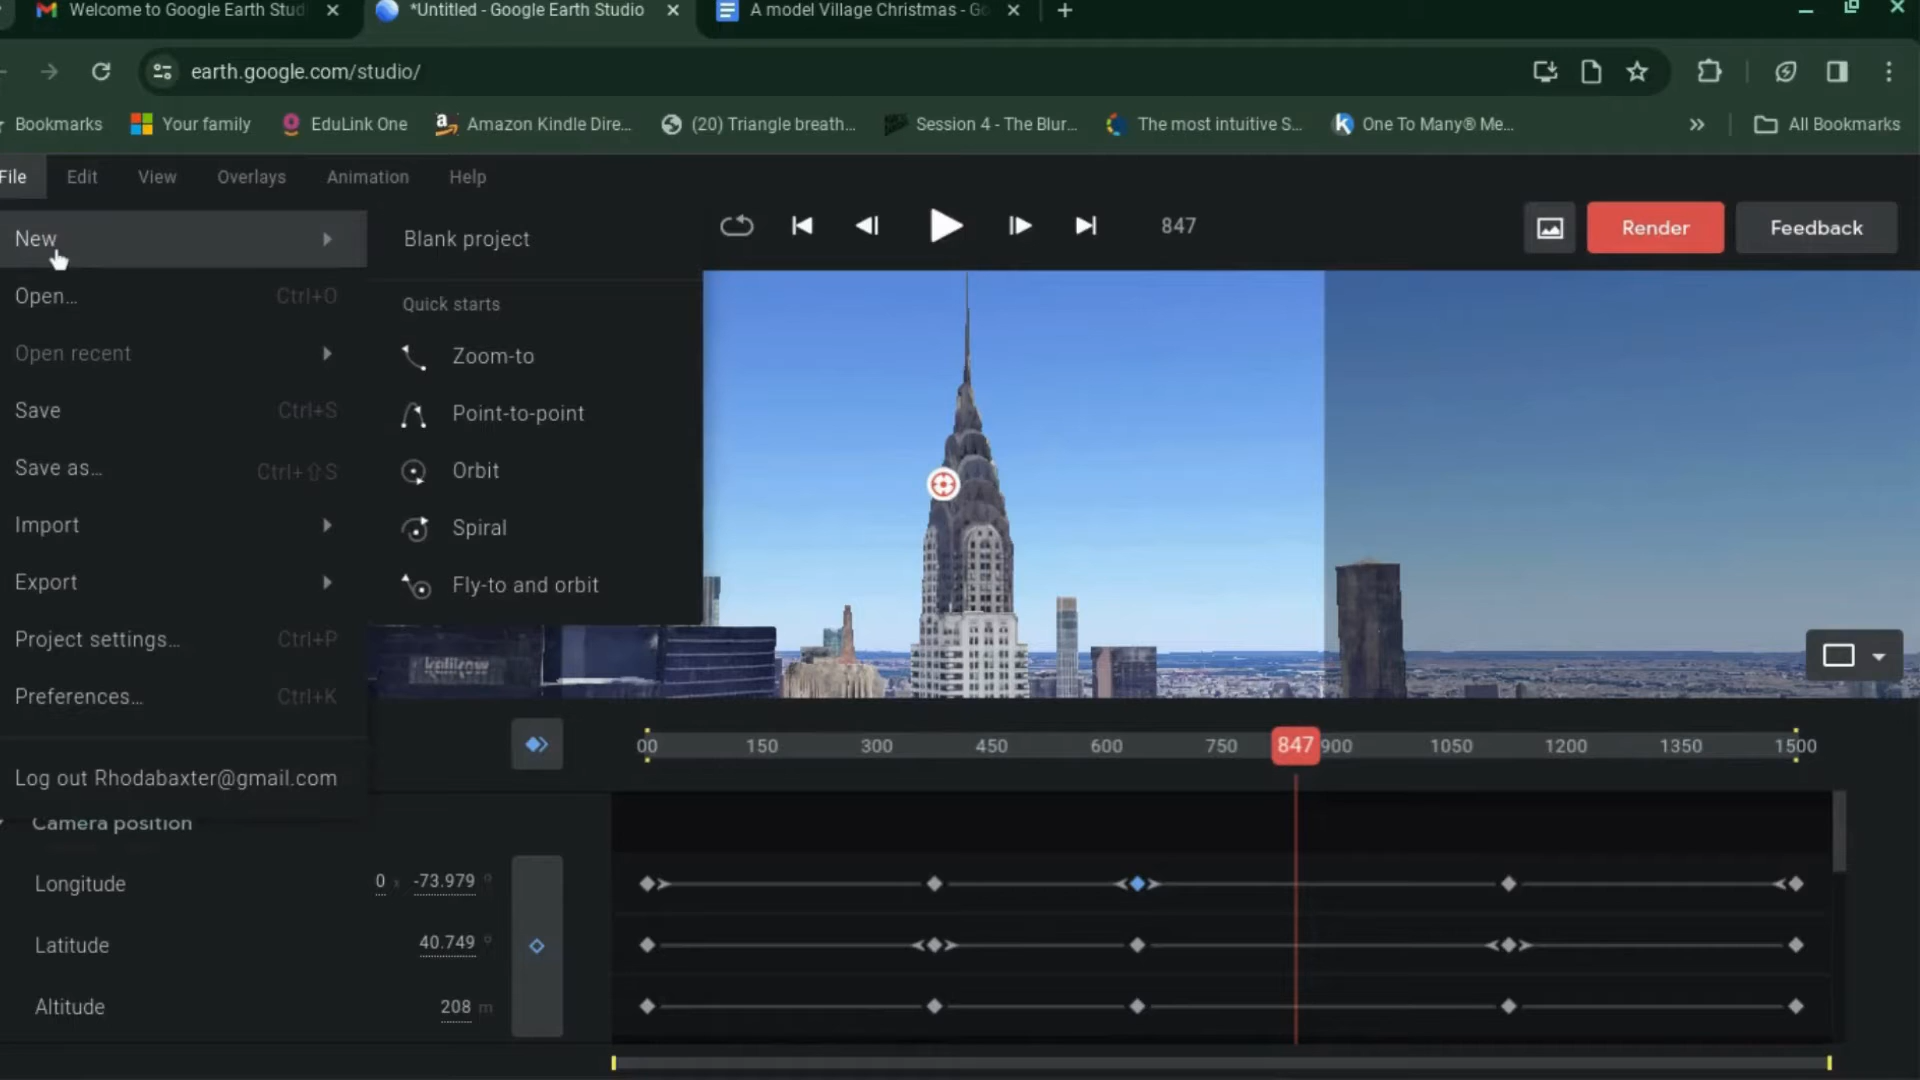 Welcome to Google Earth Studi
*Untitled - Google Earth Studio
A model Village Christmas - Go
earth.google.com/studio/
Bookmarks
Your family
EduLink One
Amazon Kindle Dire...
(20) Triangle breath...
Session 4 - The Blur...
The most intuitive S...
One To Many® Me...
All Bookmarks
File Edit View Overlays Animation Help
New
Blank project
847
Render
Feedback
Open... Ctrl+O
Quick starts
Open recent
Zoom-to
Save Ctrl+S
Point-to-point
Save as... Ctrl+⇧S
Orbit
Import
Spiral
Export
Fly-to and orbit
Project settings... Ctrl+P
kalikow
Preferences... Ctrl+K
00 150 300 450 600 750 847 900 1050 1200 1350 1500
Log out Rhodabaxter@gmail.com
Camera position
Longitude 0 x -73.979 °
Latitude 40.749 °
Altitude 208 m